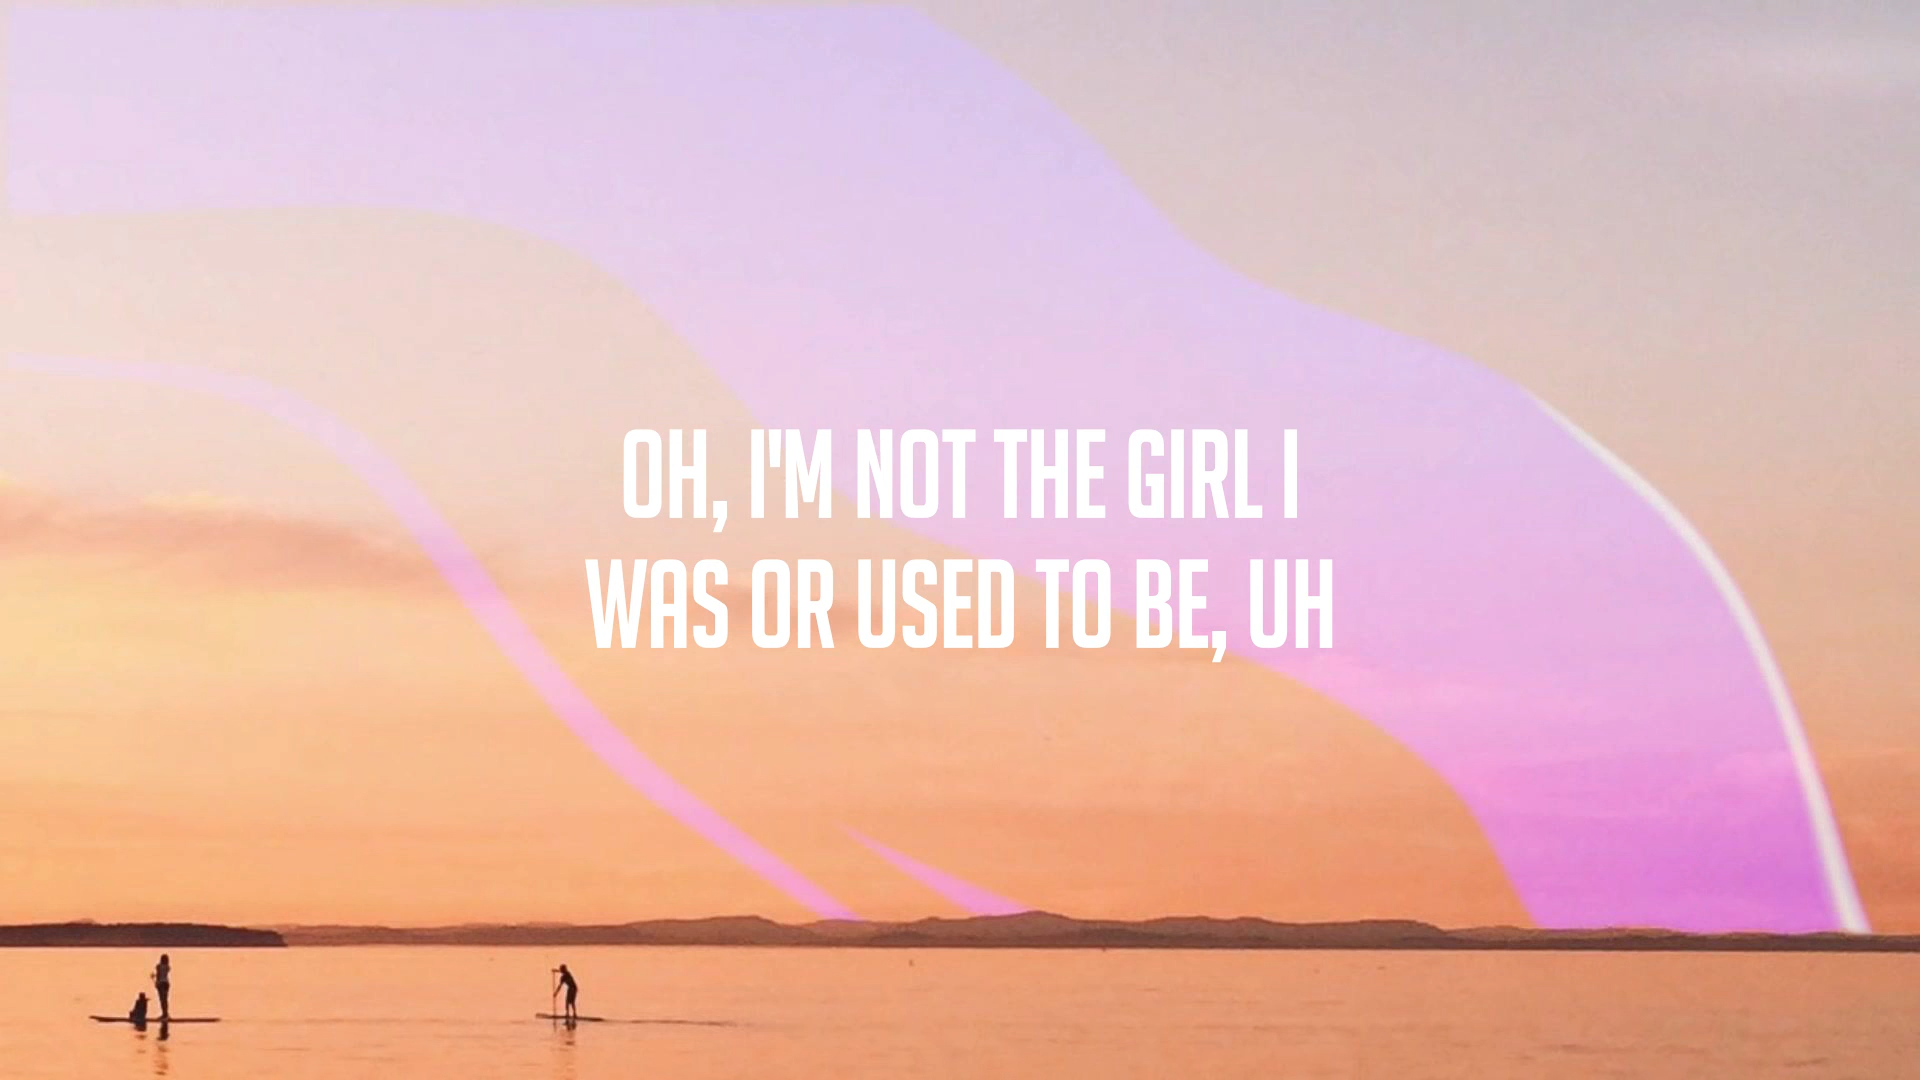 OH, I'M NOT THE GIRL I
WAS OR USED TO BE, UH